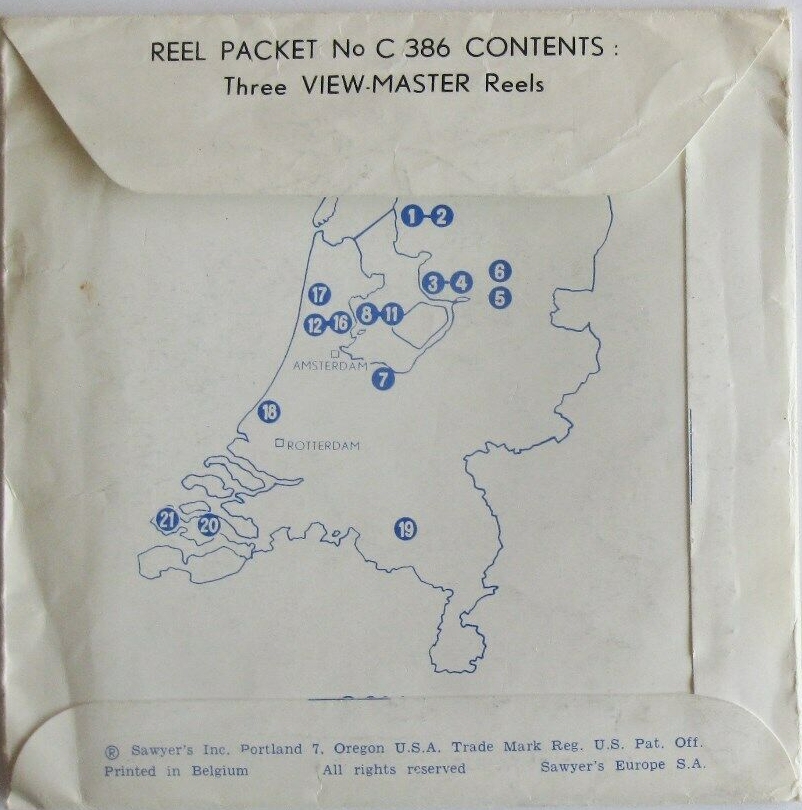 REEL PACKET No C 386 CONTENTS :
Three VIEW-MASTER Reels
1 - 2
3 - 4
6
5
17
12 - 16
8 - 11
AMSTERDAM
7
18
ROTTERDAM
21
20
19
® Sawyer's Inc. Portland 7, Oregon U.S.A. Trade Mark Reg. U.S. Pat. Off.
Printed in Belgium All rights reserved Sawyer's Europe S.A.